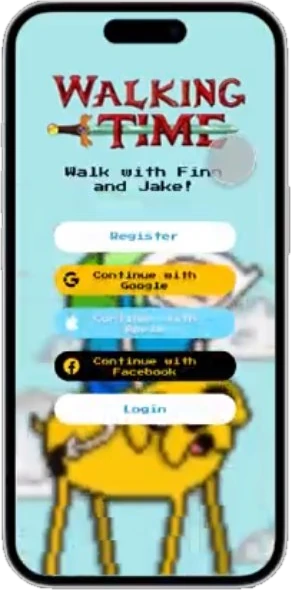 WALKING
TIME
Walk with Finn
and Jake!
Register
Continue with
Google
Continue with
Apple
Continue with
Facebook
Login